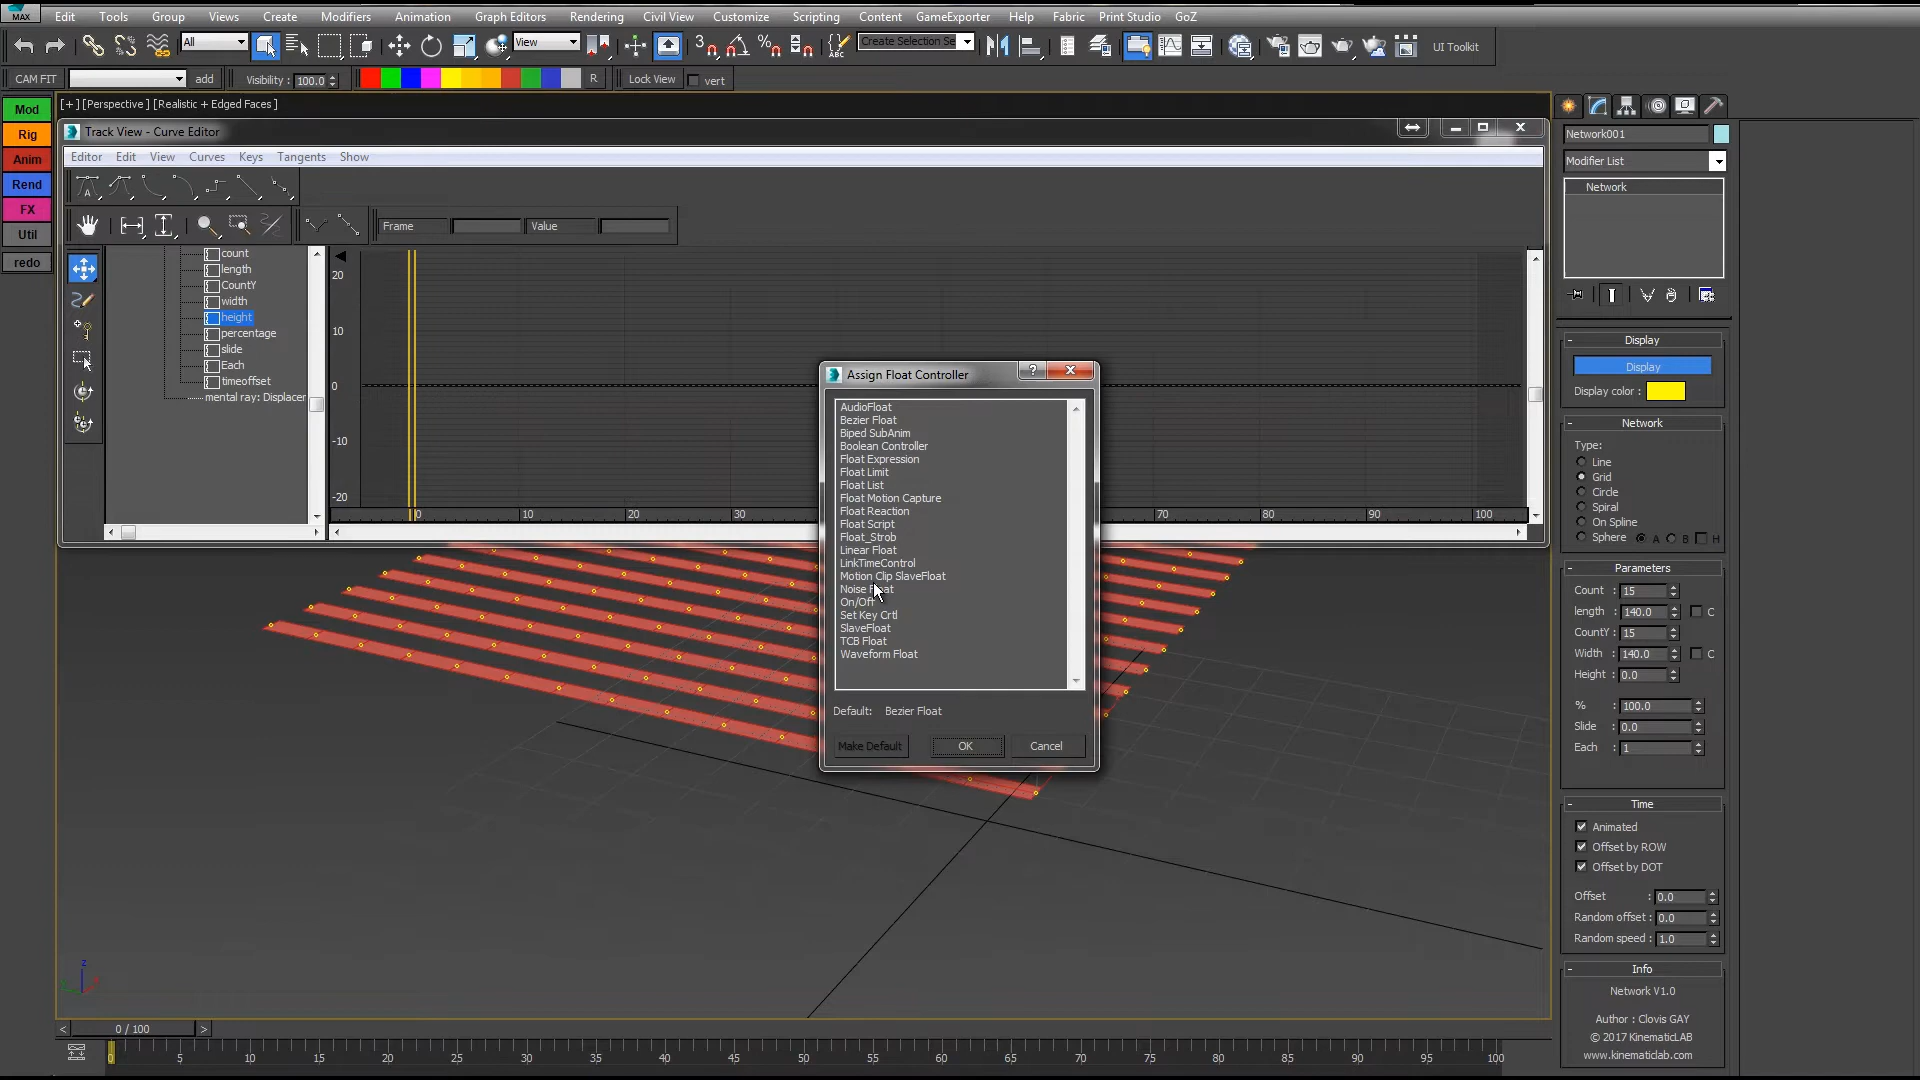 MAX Edit Tools Group Views Create Modifiers Animation Graph Editors Rendering Civil View Customize Scripting Content GameExporter Help Fabric Print Studio GoZ
All View 3 % ABC Create Selection Se UI Toolkit
CAM FIT add Visibility: 100.0 R Lock View vert
Mod
Rig
Anim
Rend
FX
Util
redo
[+] [Perspective ] [Realistic + Edged Faces ]
Track View - Curve Editor
Editor Edit View Curves Keys Tangents Show
Frame Value
count
length
CountY
width
height
percentage
slide
Each
timeoffset
mental ray: Displacer
20
10
0
-10
-20
0 10 20 30 70 80 90 100
Assign Float Controller
?
AudioFloat
Bezier Float
Biped SubAnim
Boolean Controller
Float Expression
Float Limit
Float List
Float Motion Capture
Float Reaction
Float Script
Float_Strob
Linear Float
LinkTimeControl
Motion Clip SlaveFloat
Noise Float
On/Off
Set Key Crtl
SlaveFloat
TCB Float
Waveform Float
Default: Bezier Float
Make Default OK Cancel
Network001
Modifier List
Network
- Display
Display
Display color :
- Network
Type:
Line
Grid
Circle
Spiral
On Spline
Sphere A B H
- Parameters
Count : 15
length : 140.0 C
CountY : 15
Width : 140.0 C
Height : 0.0
% : 100.0
Slide : 0.0
Each : 1
- Time
Animated
Offset by ROW
Offset by DOT
Offset : 0.0
Random offset : 0.0
Random speed : 1.0
- Info
Network V1.0
Author : Clovis GAY
© 2017 KinematicLAB
www.kinematiclab.com
z
< 0 / 100 >
0 5 10 15 20 25 30 35 40 45 50 55 60 65 70 75 80 85 90 95 100